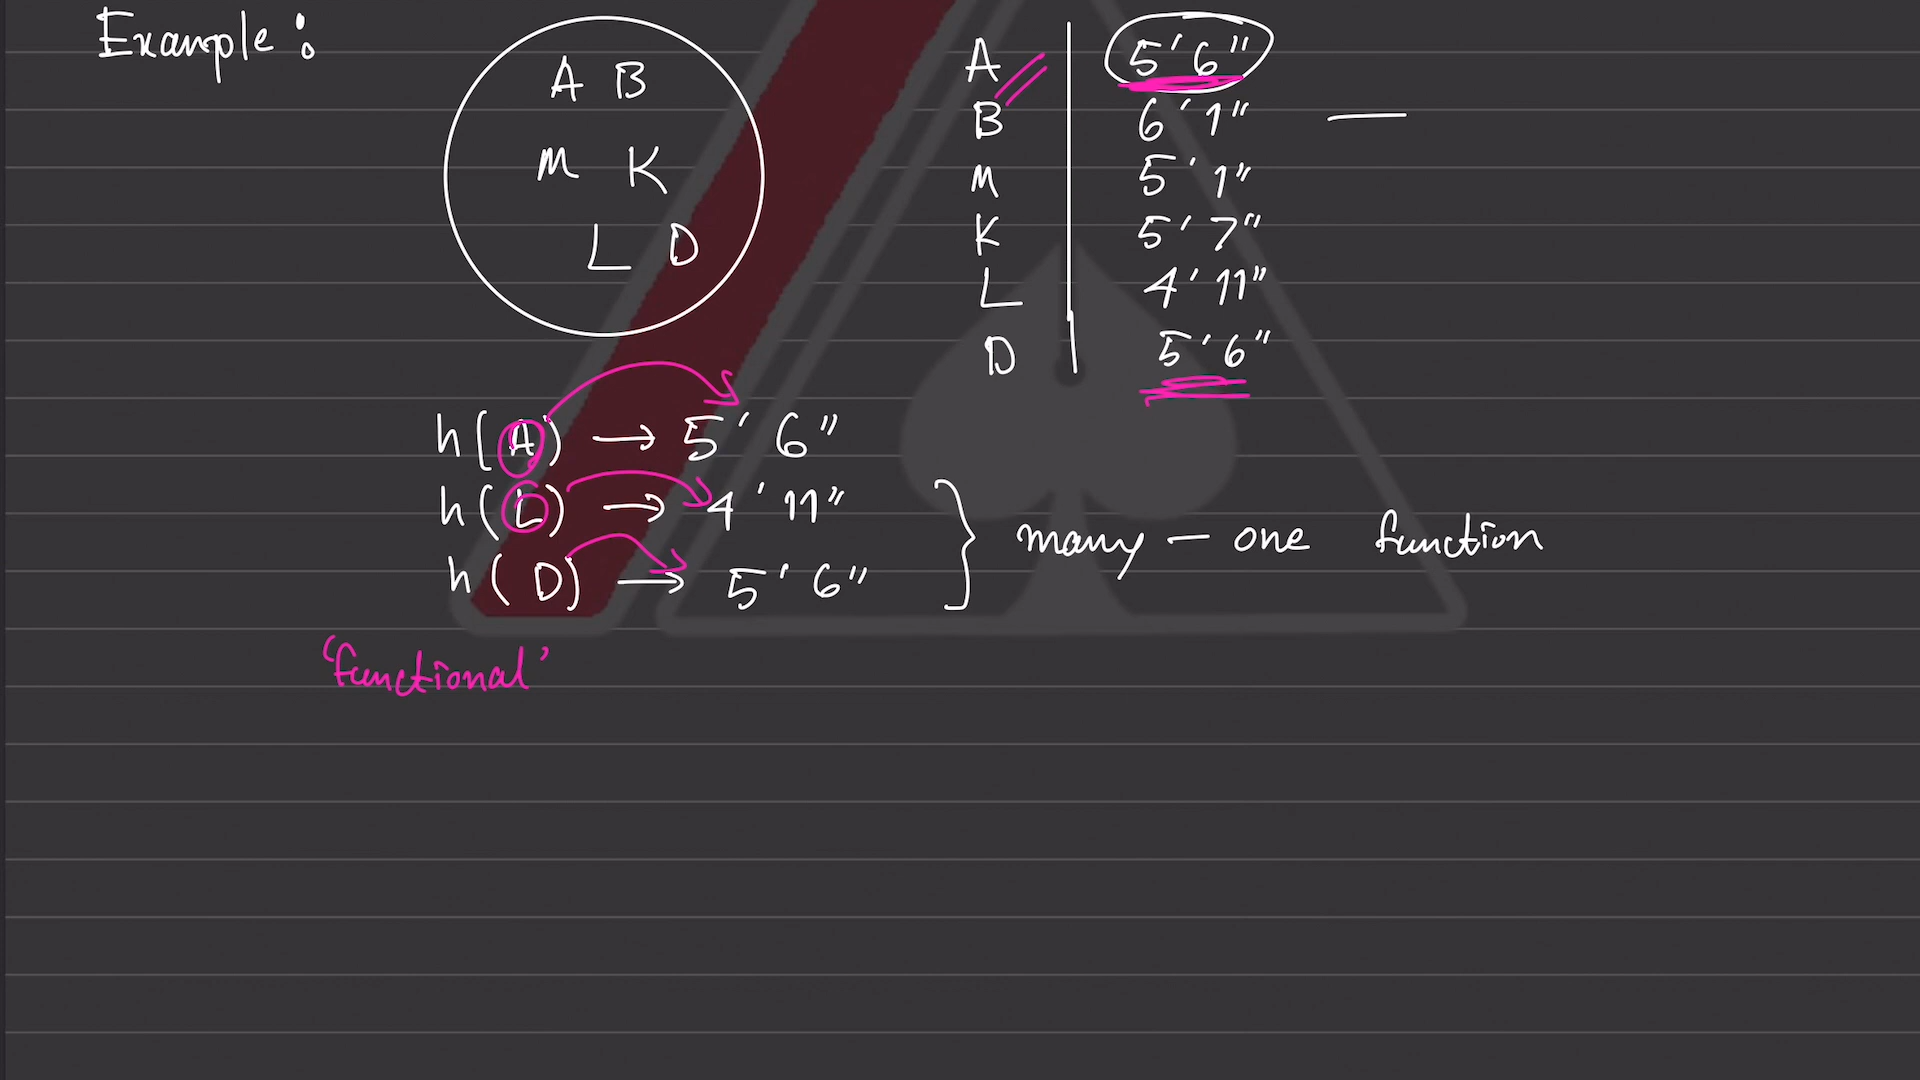 Example :
A B
M K
L D
A 5' 6"
B 6' 1" —
M 5' 1"
K 5' 7"
L 4' 11"
D 5' 6"
h(A) → 5' 6"
h(L) → 4' 11"
h(D) → 5' 6"
many - one function
'functional'